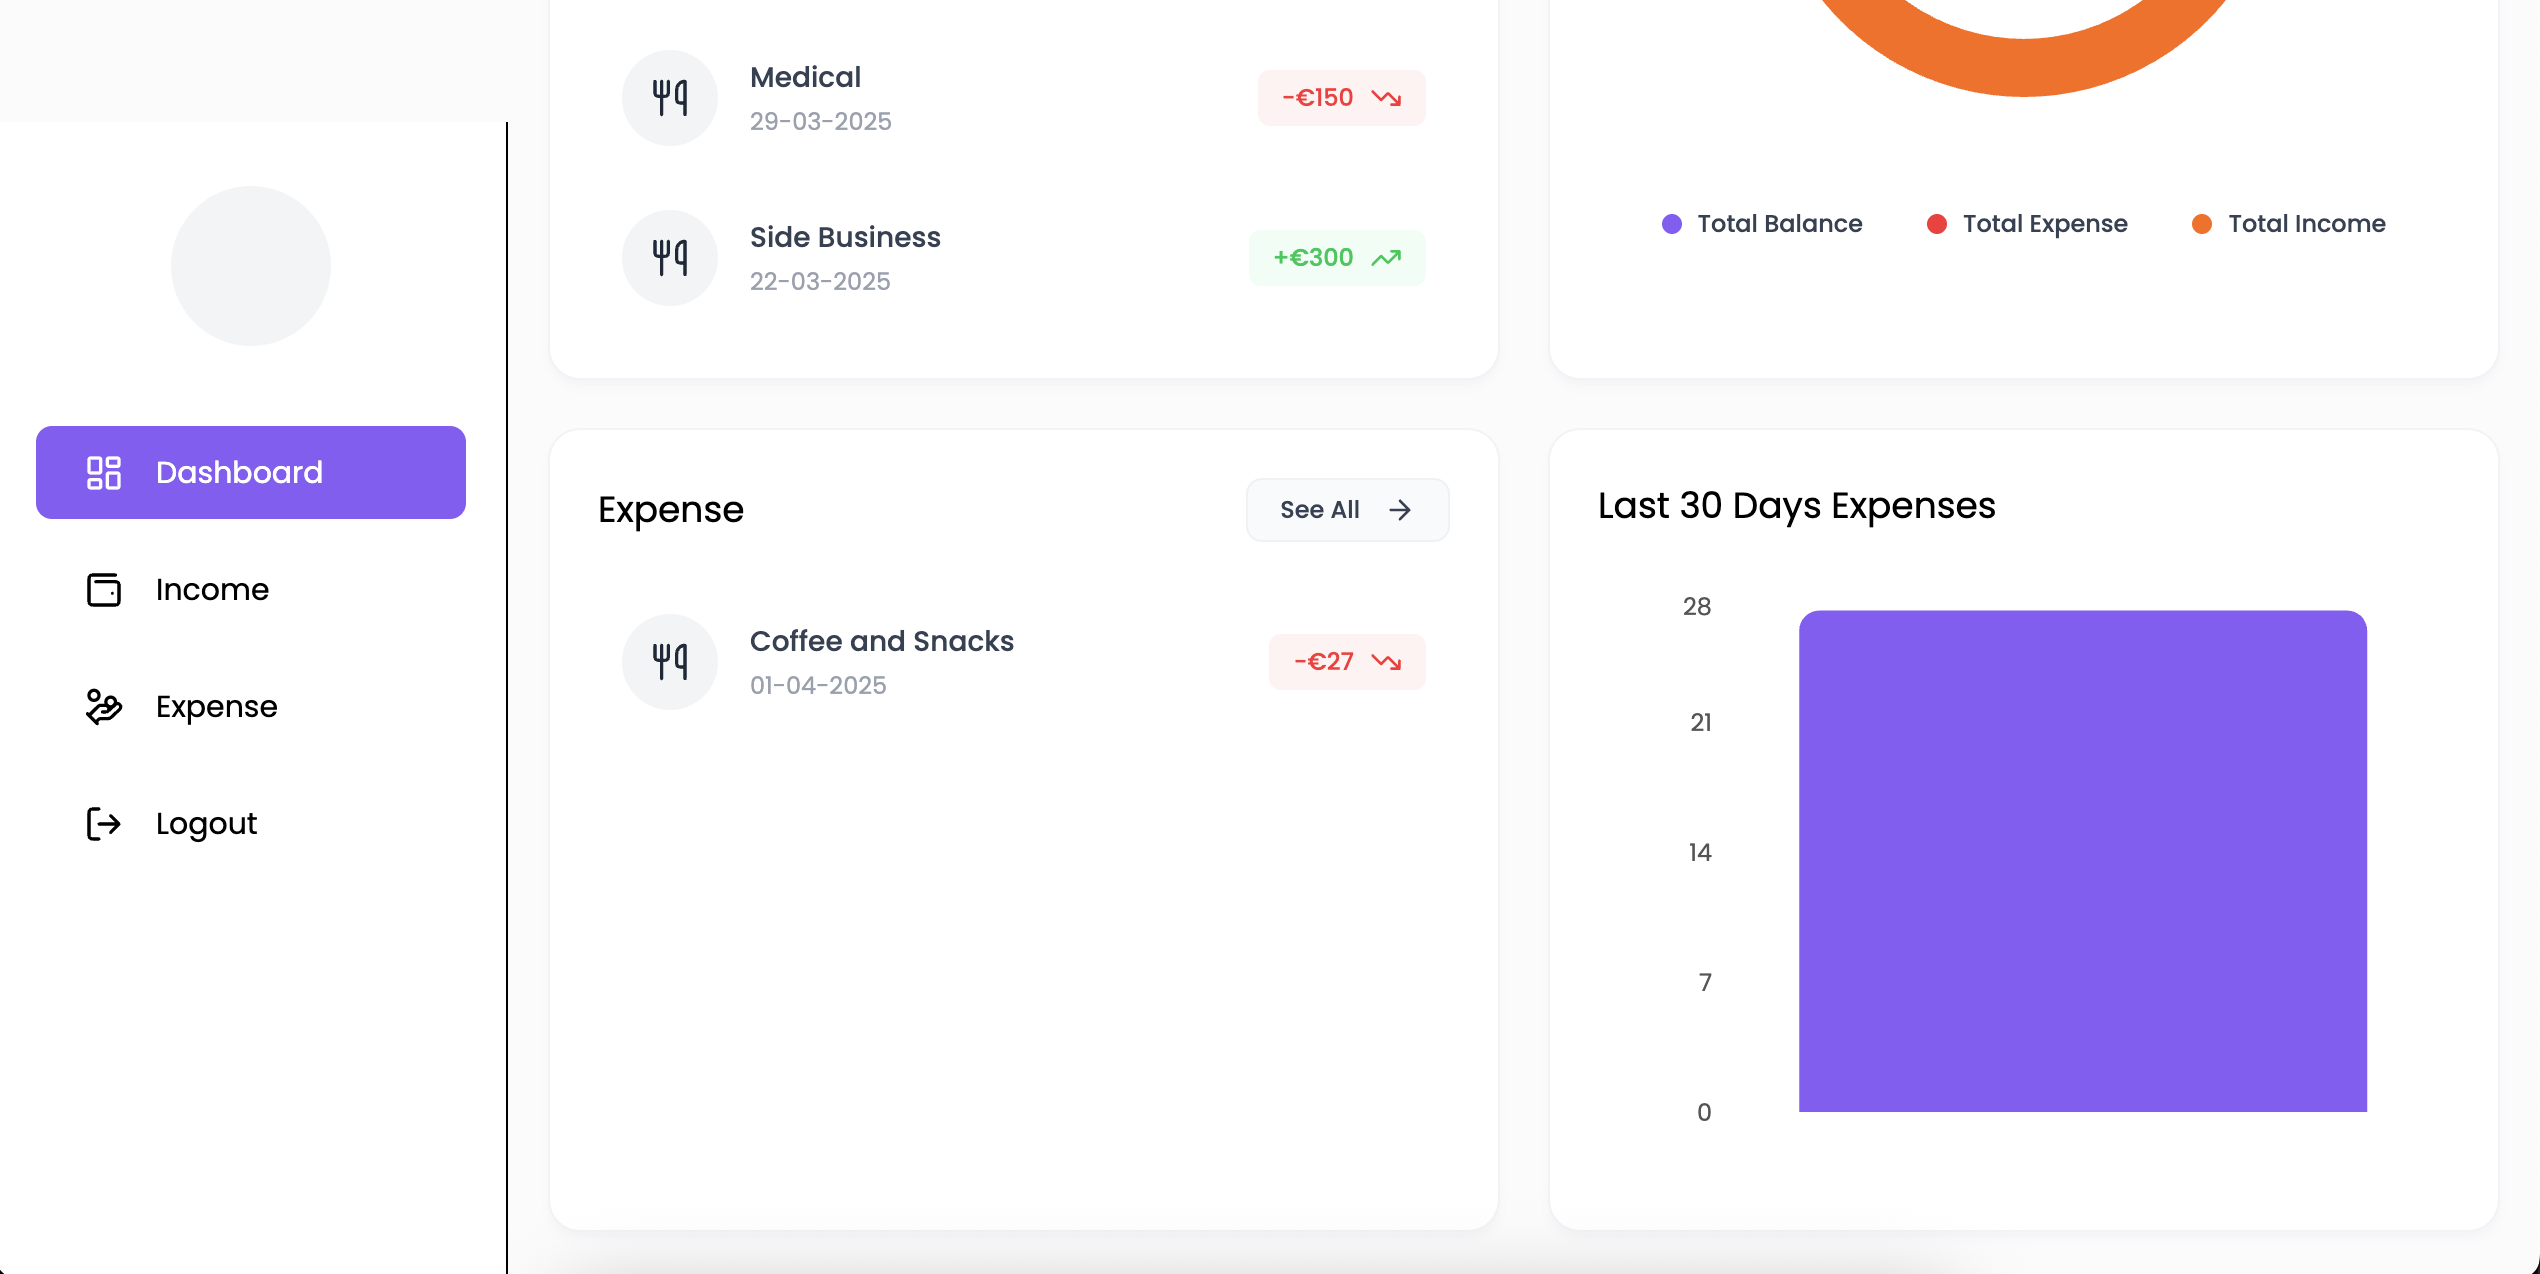 Dashboard
Income
Expense
Logout
Medical
29-03-2025
-€150
Side Business
22-03-2025
+€300
Total Balance
Total Expense
Total Income
Expense
See All
Coffee and Snacks
01-04-2025
-€27
Last 30 Days Expenses
28
21
14
7
0